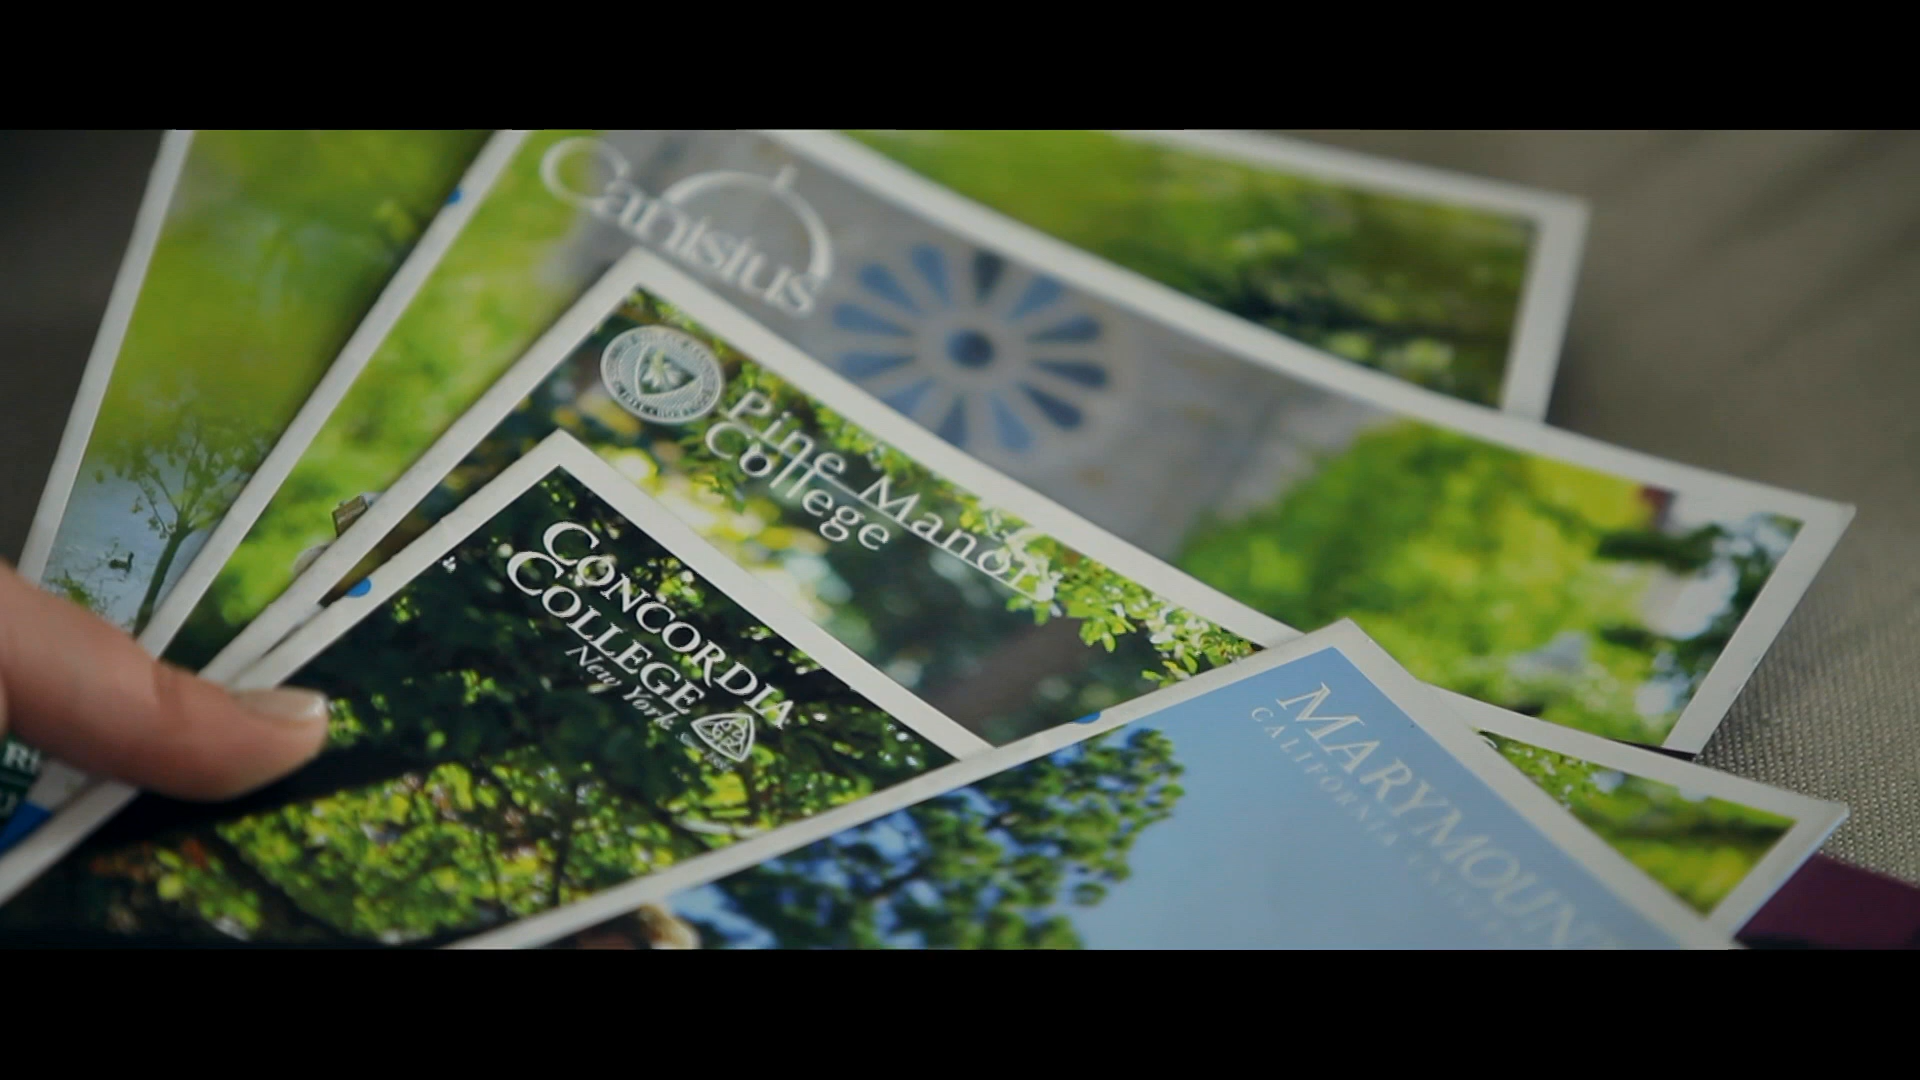 Canisius
Pine Manor
College
CONCORDIA
COLLEGE
New York
MARYMOUNT
CALIFORNIA